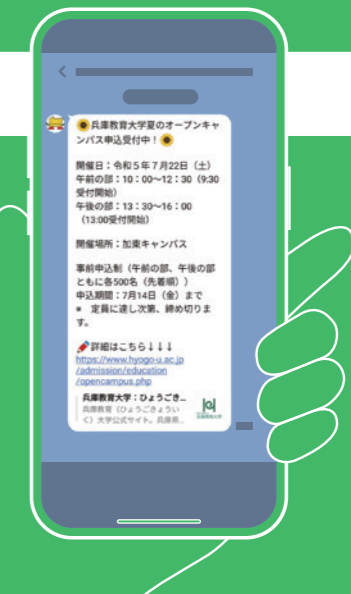 🌻兵庫教育大学夏のオープンキャ
ンパス申込受付中！🌻
開催日：令和５年７月22日（土）
午前の部：10：00〜12：30（9:30
受付開始）
午後の部：13：30〜16：00
（13:00受付開始）
開催場所：加東キャンパス
事前申込制（午前の部、午後の部
ともに各500名（先着順））
申込期間：7月14日（金）まで
＊　定員に達し次第、締め切りま
す。
📌詳細はこちら↓↓↓
https://www.hyogo-u.ac.jp
/admission/education
/opencampus.php
兵庫教育大学：ひょうごき...
兵庫教育（ひょうごきょうい
く）大学公式サイト。兵庫県...
兵庫教育大学